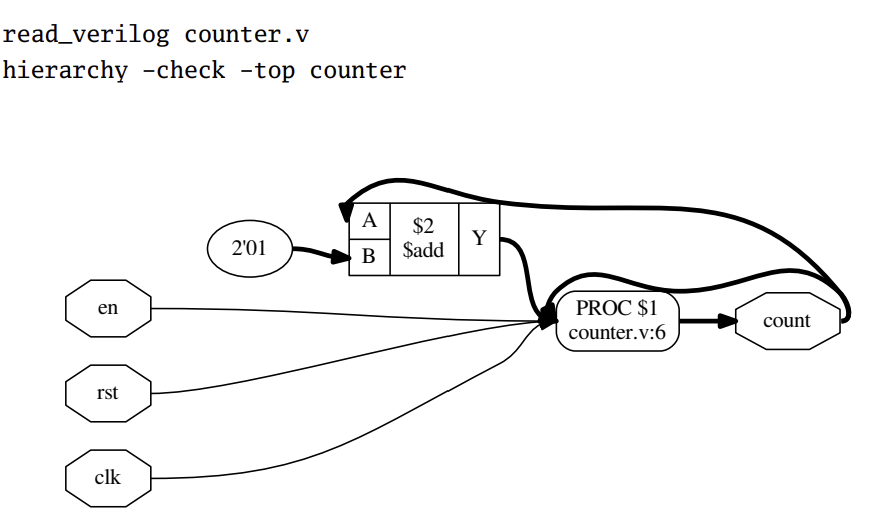 read_verilog counter.v
hierarchy -check -top counter
A
B
$2
$add
Y
2'01
en
PROC $1
counter.v:6
count
rst
clk